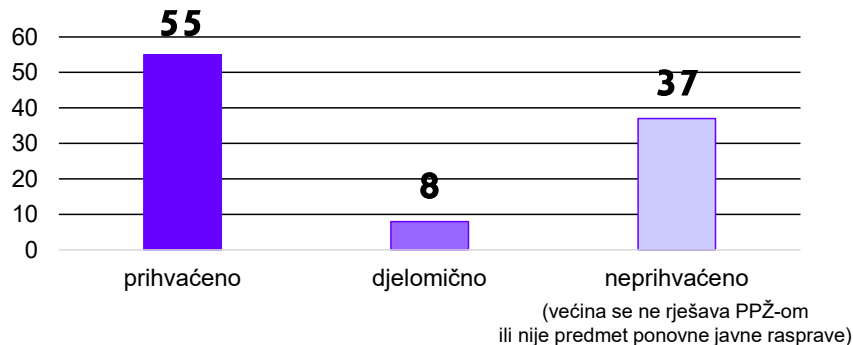 55
60
50
40
30
20
10
0
37
8
prihvaćeno
djelomično
neprihvaćeno
(većina se ne rješava PPŽ-om
ili nije predmet ponovne javne rasprave)